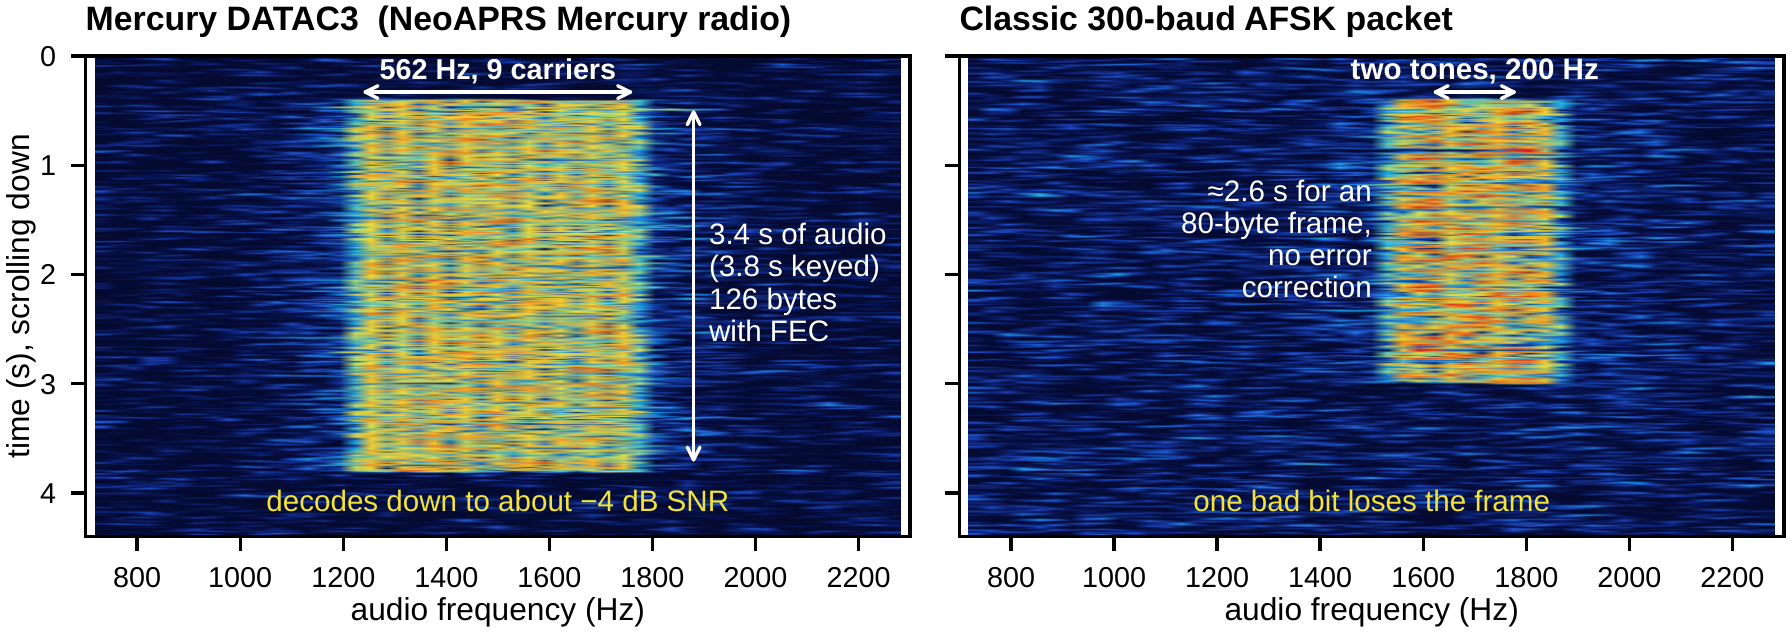 Mercury DATAC3  (NeoAPRS Mercury radio)
562 Hz, 9 carriers
3.4 s of audio
(3.8 s keyed)
126 bytes
with FEC
decodes down to about −4 dB SNR
time (s), scrolling down
0
1
2
3
4
800 1000 1200 1400 1600 1800 2000 2200
audio frequency (Hz)
Classic 300-baud AFSK packet
two tones, 200 Hz
≈2.6 s for an
80-byte frame,
no error
correction
one bad bit loses the frame
800 1000 1200 1400 1600 1800 2000 2200
audio frequency (Hz)